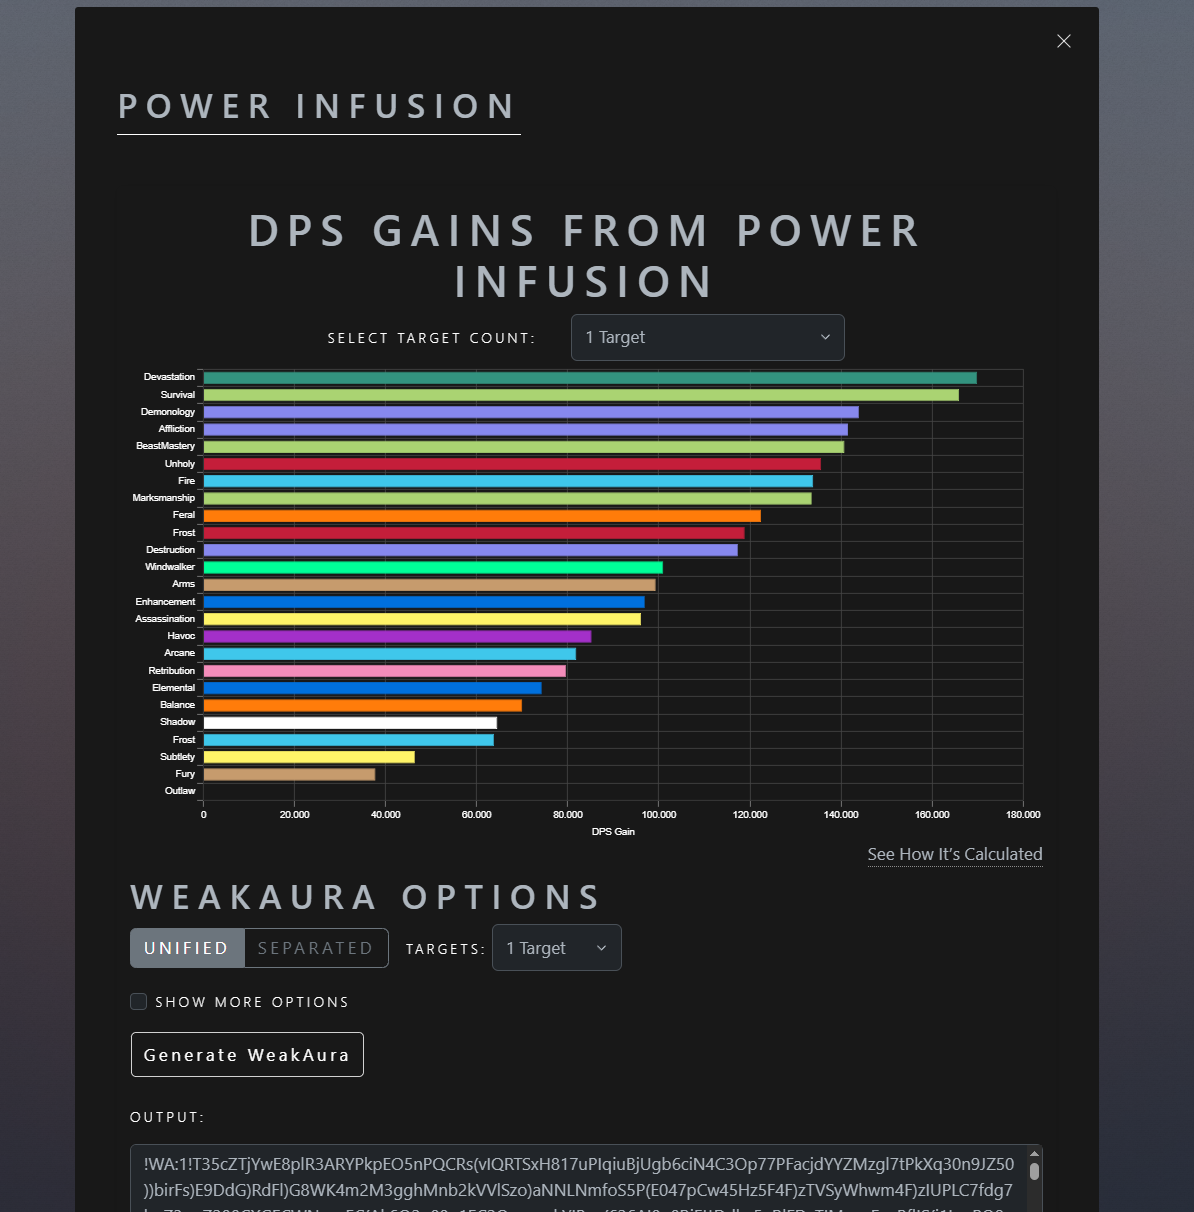 POWER INFUSION
DPS GAINS FROM POWER
INFUSION
SELECT TARGET COUNT:
1 Target
Devastation
Survival
Demonology
Affliction
BeastMastery
Unholy
Fire
Marksmanship
Feral
Frost
Destruction
Windwalker
Arms
Enhancement
Assassination
Havoc
Arcane
Retribution
Elemental
Balance
Shadow
Frost
Subtlety
Fury
Outlaw
0 20.000 40.000 60.000 80.000 100.000 120.000 140.000 160.000 180.000
DPS Gain
See How It's Calculated
WEAKAURA OPTIONS
UNIFIED SEPARATED TARGETS: 1 Target
SHOW MORE OPTIONS
Generate WeakAura
OUTPUT:
!WA:1!T35cZTjYwE8plR3ARYPkpEO5nPQCRs(vIQRTSxH817uPIqiuBjUgb6ciN4C3Op77PFacjdYYZMzgl7tPkXq30n9JZ50
))birFs)E9DdG)RdFl)G8WK4m2M3gghMnb2kVVlSzo)aNNLNmfoS5P(E047pCw45Hz5F4F)zTVSyWhwm4F)zIUPLC7fdg7